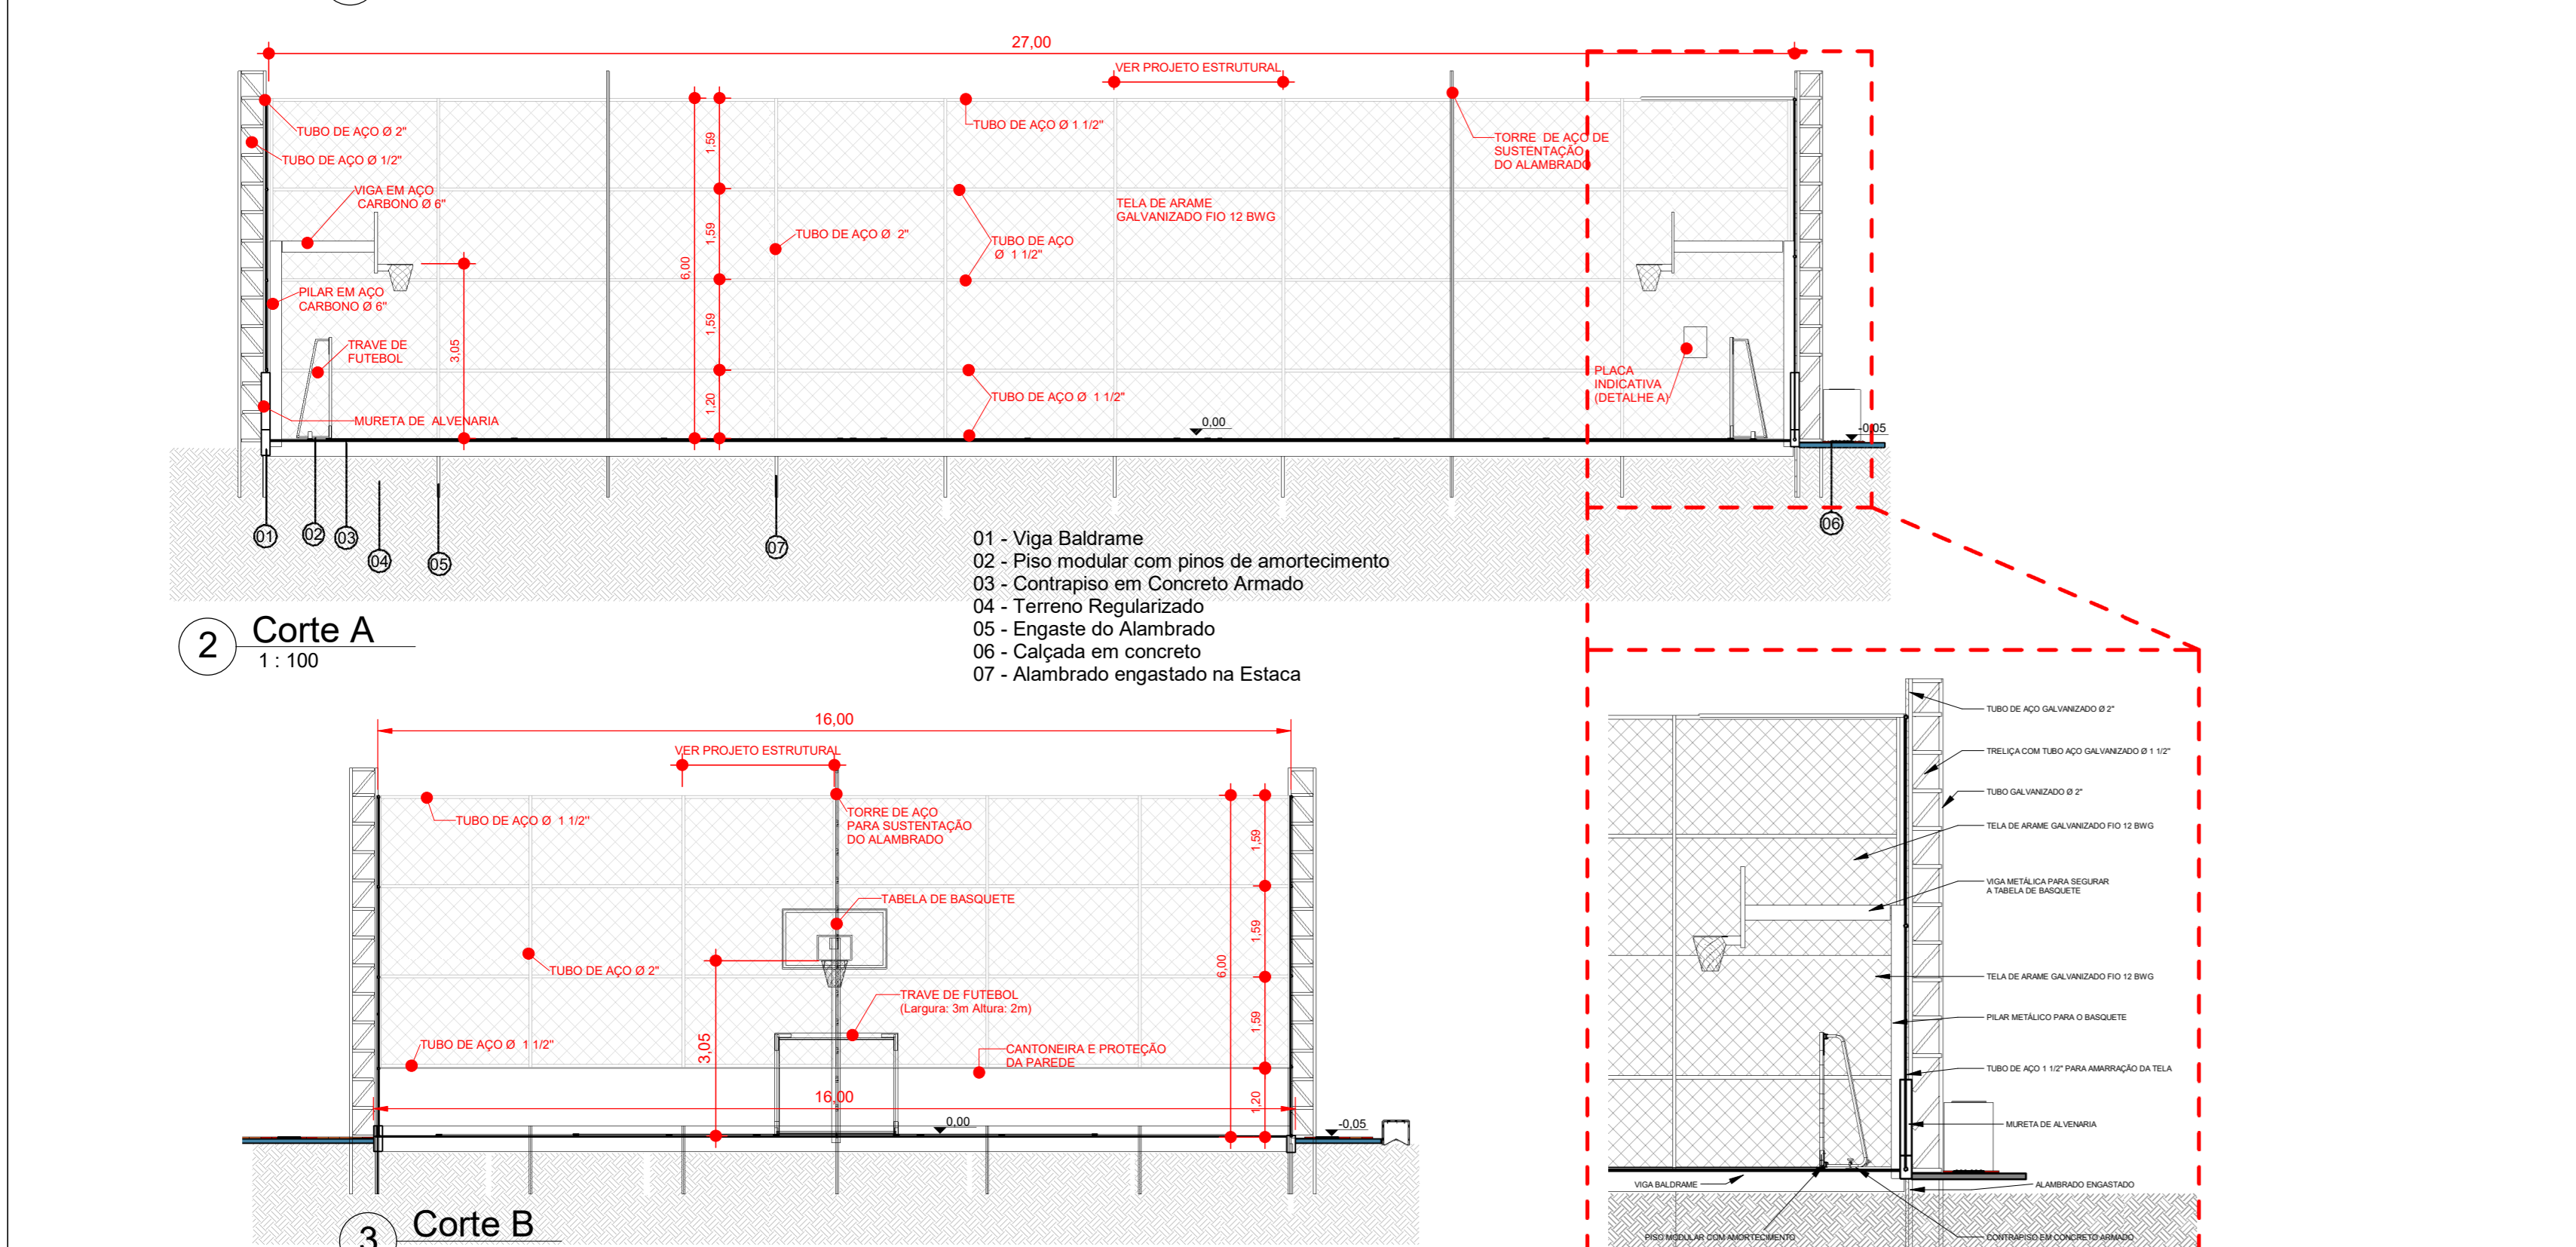 27,00
VER PROJETO ESTRUTURAL
TUBO DE AÇO Ø 2"
TUBO DE AÇO Ø 1/2"
VIGA EM AÇO
CARBONO Ø 6"
PILAR EM AÇO
CARBONO Ø 6"
TRAVE DE
FUTEBOL
MURETA DE ALVENARIA
3,05
6,00
1,59
1,59
1,59
1,20
TUBO DE AÇO Ø 2"
TUBO DE AÇO Ø 1 1/2"
TUBO DE AÇO
Ø 1 1/2"
TUBO DE AÇO Ø 1 1/2"
TELA DE ARAME
GALVANIZADO FIO 12 BWG
TORRE DE AÇO DE
SUSTENTAÇÃO
DO ALAMBRADO
PLACA
INDICATIVA
(DETALHE A)
0,00
-0,05
01
02
03
04
05
07
06
01 - Viga Baldrame
02 - Piso modular com pinos de amortecimento
03 - Contrapiso em Concreto Armado
04 - Terreno Regularizado
05 - Engaste do Alambrado
06 - Calçada em concreto
07 - Alambrado engastado na Estaca
2
Corte A
1 : 100
16,00
VER PROJETO ESTRUTURAL
TUBO DE AÇO Ø 1 1/2"
TORRE DE AÇO
PARA SUSTENTAÇÃO
DO ALAMBRADO
TABELA DE BASQUETE
TUBO DE AÇO Ø 2"
TRAVE DE FUTEBOL
(Largura: 3m Altura: 2m)
TUBO DE AÇO Ø 1 1/2"
CANTONEIRA E PROTEÇÃO
DA PAREDE
3,05
16,00
6,00
1,59
1,59
1,59
1,20
0,00
-0,05
3
Corte B
TUBO DE AÇO GALVANIZADO Ø 2"
TRELIÇA COM TUBO AÇO GALVANIZADO Ø 1 1/2"
TUBO GALVANIZADO Ø 2"
TELA DE ARAME GALVANIZADO FIO 12 BWG
VIGA METÁLICA PARA SEGURAR
A TABELA DE BASQUETE
TELA DE ARAME GALVANIZADO FIO 12 BWG
PILAR METÁLICO PARA O BASQUETE
TUBO DE AÇO 1 1/2" PARA AMARRAÇÃO DA TELA
MURETA DE ALVENARIA
VIGA BALDRAME
ALAMBRADO ENGASTADO
PISO MODULAR COM AMORTECIMENTO
CONTRAPISO EM CONCRETO ARMADO